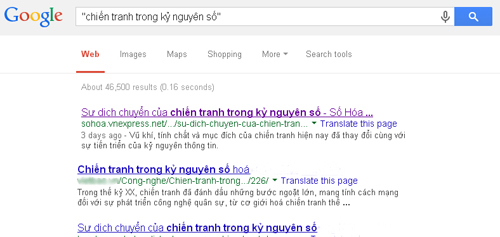 Google
"chiến tranh trong kỷ nguyên số"
Web Images Maps Shopping More Search tools
About 46,500 results (0.16 seconds)
Sự dịch chuyển của chiến tranh trong kỷ nguyên số - Số Hóa ...
sohoa.vnexpress.net/.../su-dich-chuyen-cua-chien-tran... Translate this page
3 days ago - Vũ khí, tính chất và mục đích của chiến tranh hiện nay đã thay đổi cùng với
sự tiến triển của kỷ nguyên thông tin.
Chiến tranh trong kỷ nguyên số hoá
/Cong-nghe/Chien-tranh-trong.../226/ Translate this page
Trong thế kỷ XX, chiến tranh đã đánh dấu những bước ngoặt lớn, mang tính cách mạng
đối với sự phát triển công nghệ quân sự, từ cơ giới hoá chiến tranh thế ...
Sự dịch chuyển của chiến tranh trong kỷ nguyên số